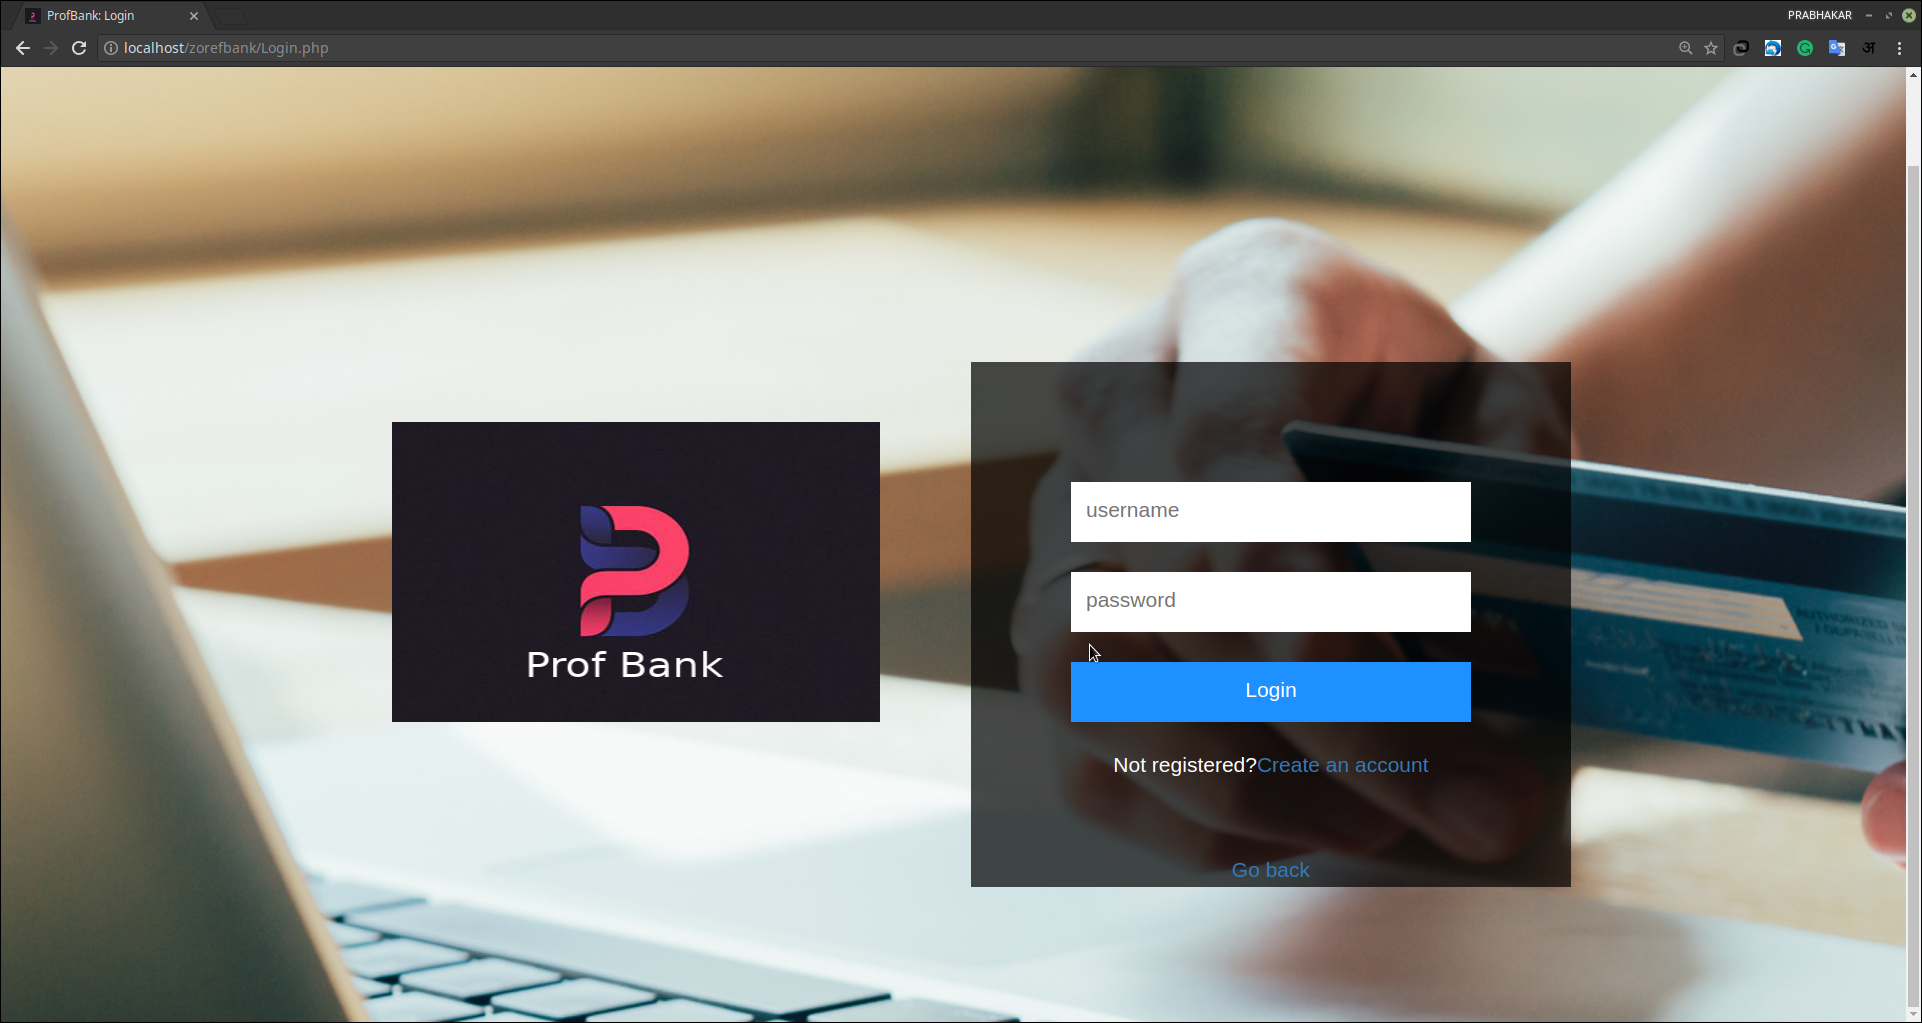 ProfBank: Login
PRABHAKAR
localhost/zorefbank/Login.php
अ
Prof Bank
username
password
Login
Not registered?Create an account
Go back
AUTHORIZED